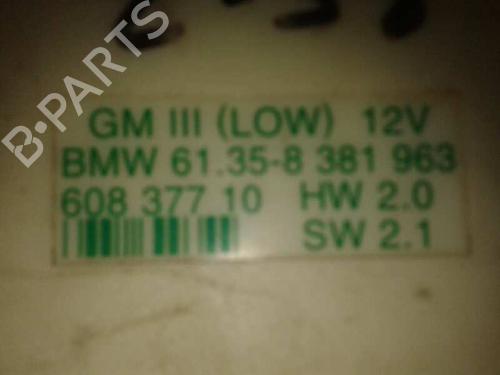 GM III (LOW) 12V
BMW 61.35-8 381 963
608 377 10 HW 2.0
SW 2.1
B-PARTS